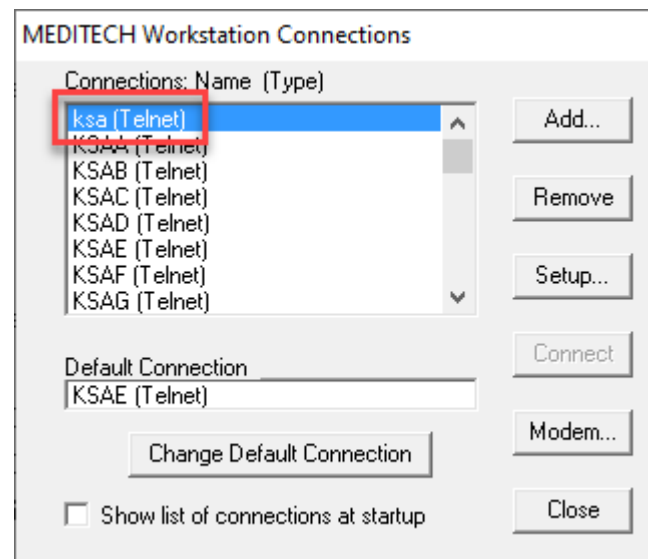 MEDITECH Workstation Connections
Connections: Name (Type)
ksa (Telnet)
KSAA (Telnet)
KSAB (Telnet)
KSAC (Telnet)
KSAD (Telnet)
KSAE (Telnet)
KSAF (Telnet)
KSAG (Telnet)
Add...
Remove
Setup...
Connect
Modem...
Close
Default Connection
KSAE (Telnet)
Change Default Connection
Show list of connections at startup